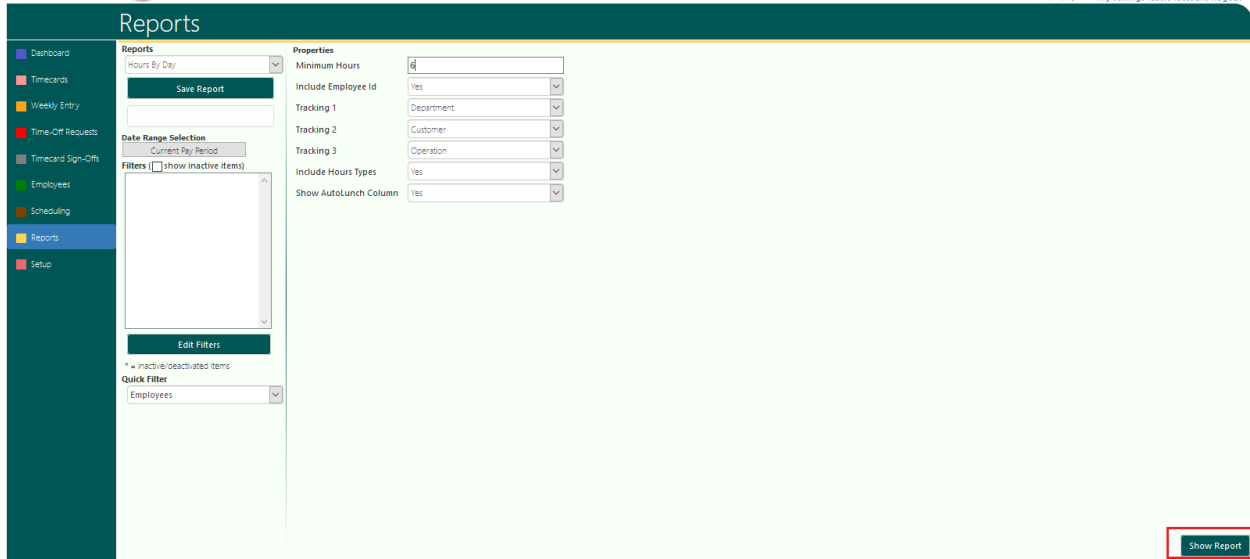 Reports
Dashboard
Timecards
Weekly Entry
Time-Off Requests
Timecard Sign-Offs
Employees
Scheduling
Reports
Setup
Reports
Hours By Day
Save Report
Date Range Selection
Current Pay Period
Filters ( show inactive items)
Edit Filters
* = inactive/deactivated items
Quick Filter
Employees
Properties
Minimum Hours 6
Include Employee Id Yes
Tracking 1 Department
Tracking 2 Customer
Tracking 3 Operation
Include Hours Types Yes
Show AutoLunch Column Yes
Show Report